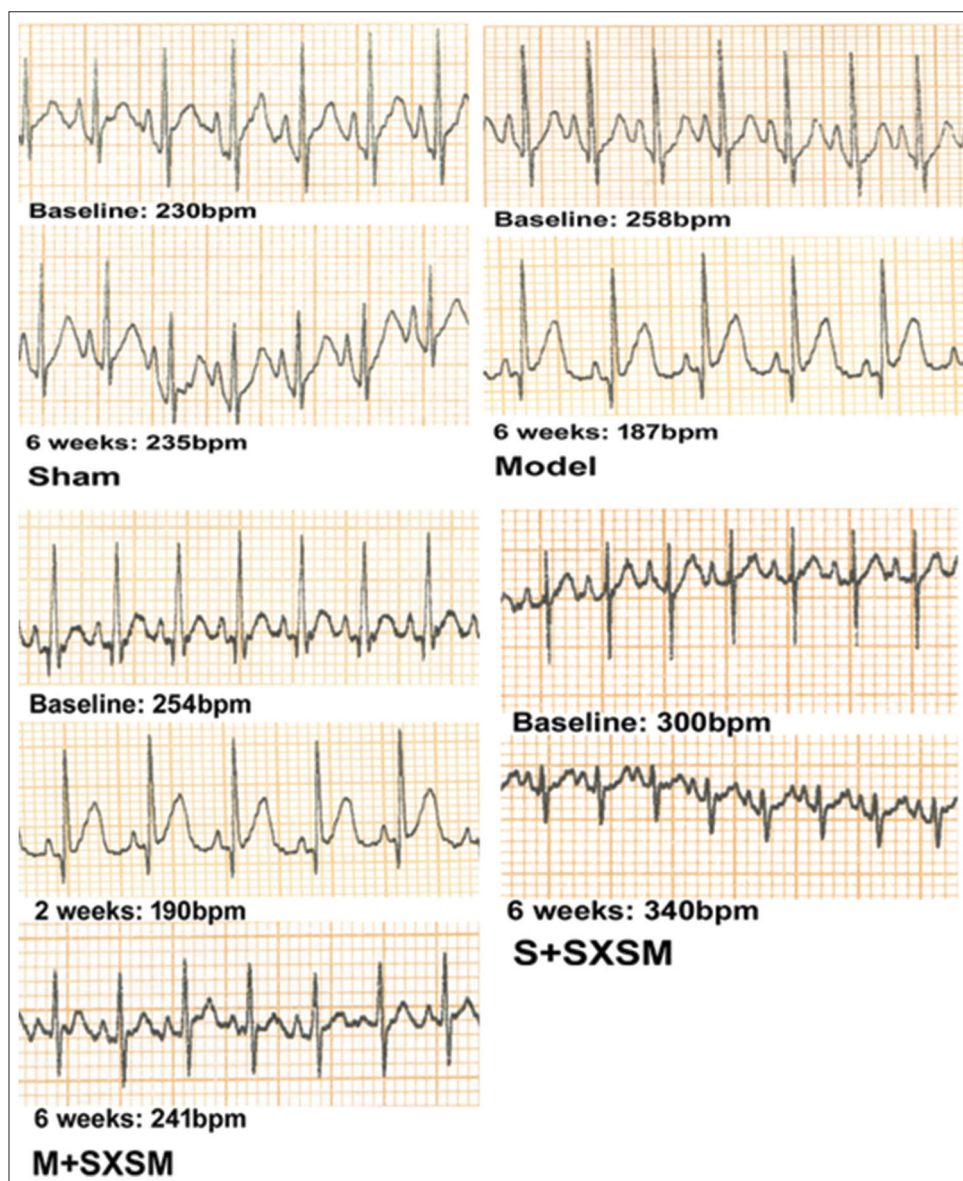 Baseline: 230bpm
6 weeks: 235bpm
Sham
Baseline: 258bpm
6 weeks: 187bpm
Model
Baseline: 254bpm
2 weeks: 190bpm
6 weeks: 241bpm
M+SXSM
Baseline: 300bpm
6 weeks: 340bpm
S+SXSM